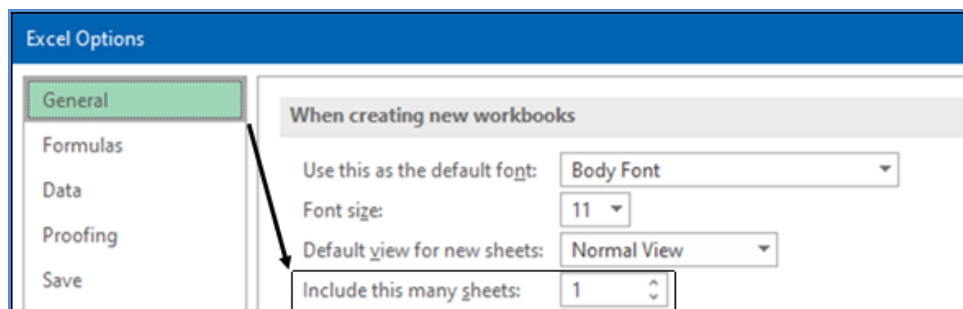 Excel Options
General
Formulas
Data
Proofing
Save
When creating new workbooks
Use this as the default font: Body Font
Font size: 11
Default view for new sheets: Normal View
Include this many sheets: 1